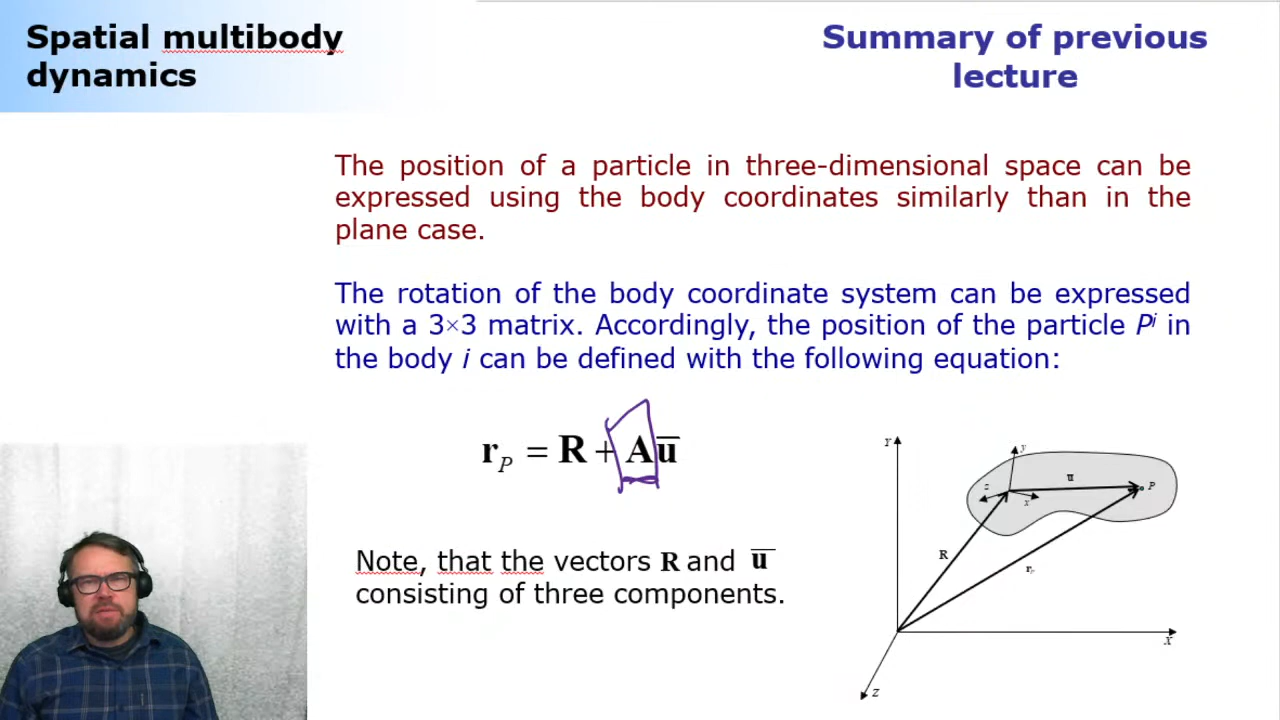 Spatial multibody
dynamics
Summary of previous
lecture
The position of a particle in three-dimensional space can be
expressed using the body coordinates similarly than in the
plane case.
The rotation of the body coordinate system can be expressed
with a 3×3 matrix. Accordingly, the position of the particle Pⁱ in
the body i can be defined with the following equation:
r_P = R + Aū
Note, that the vectors R and ū
consisting of three components.
Y
y
z
x
ū
P
R
r_P
X
Z